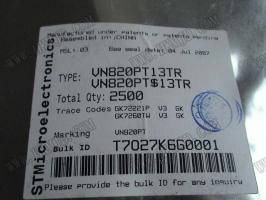 Manufactured under patents or patents pending
Assembled in: CHINA
MSL: 03 Bag seal date: 04 Jul 2007
STMicroelectronics
TYPE: VN820PT13TR
VN820PT$13TR
Total Qty: 2500
Trace Codes GK72221P V3 GK
GK7260TW V3 GK
Marking VN820PT
Bulk ID T7027K6G0001
Please provide the bulk ID for any inquiry